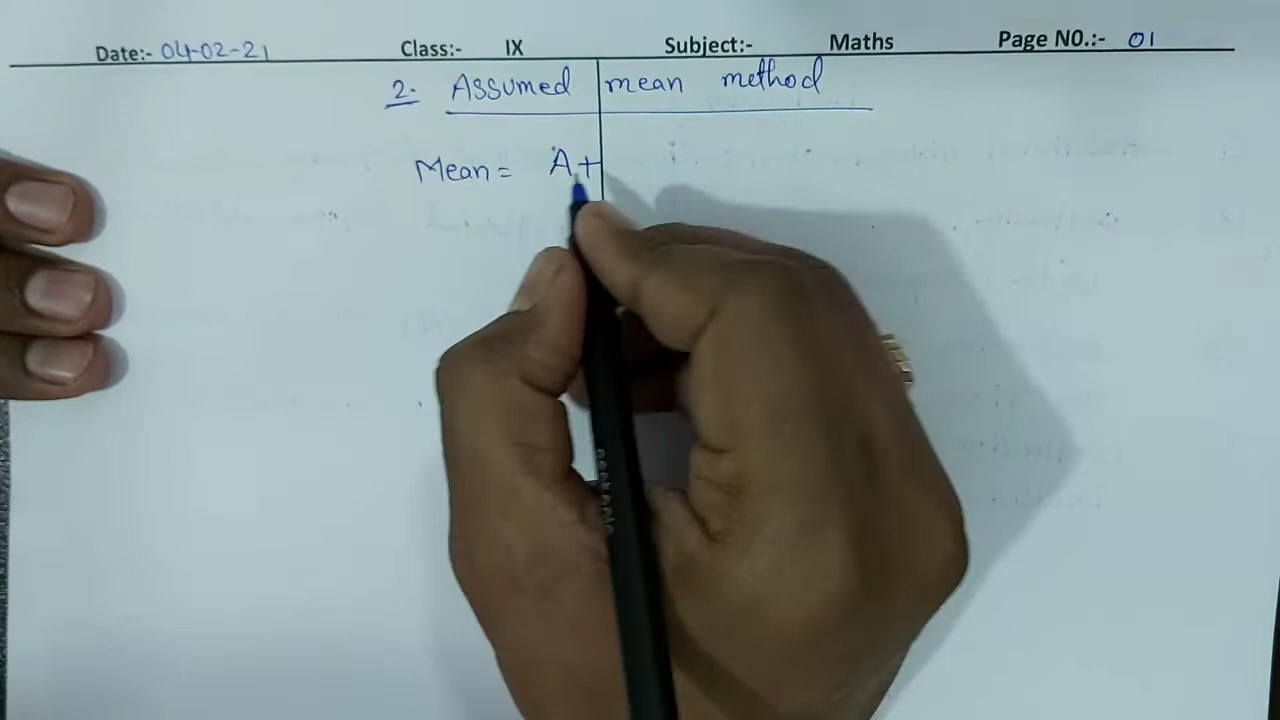 Date:- 04-02-21 Class:- IX Subject:- Maths Page NO.:- 01
2. Assumed mean method
Mean = A+